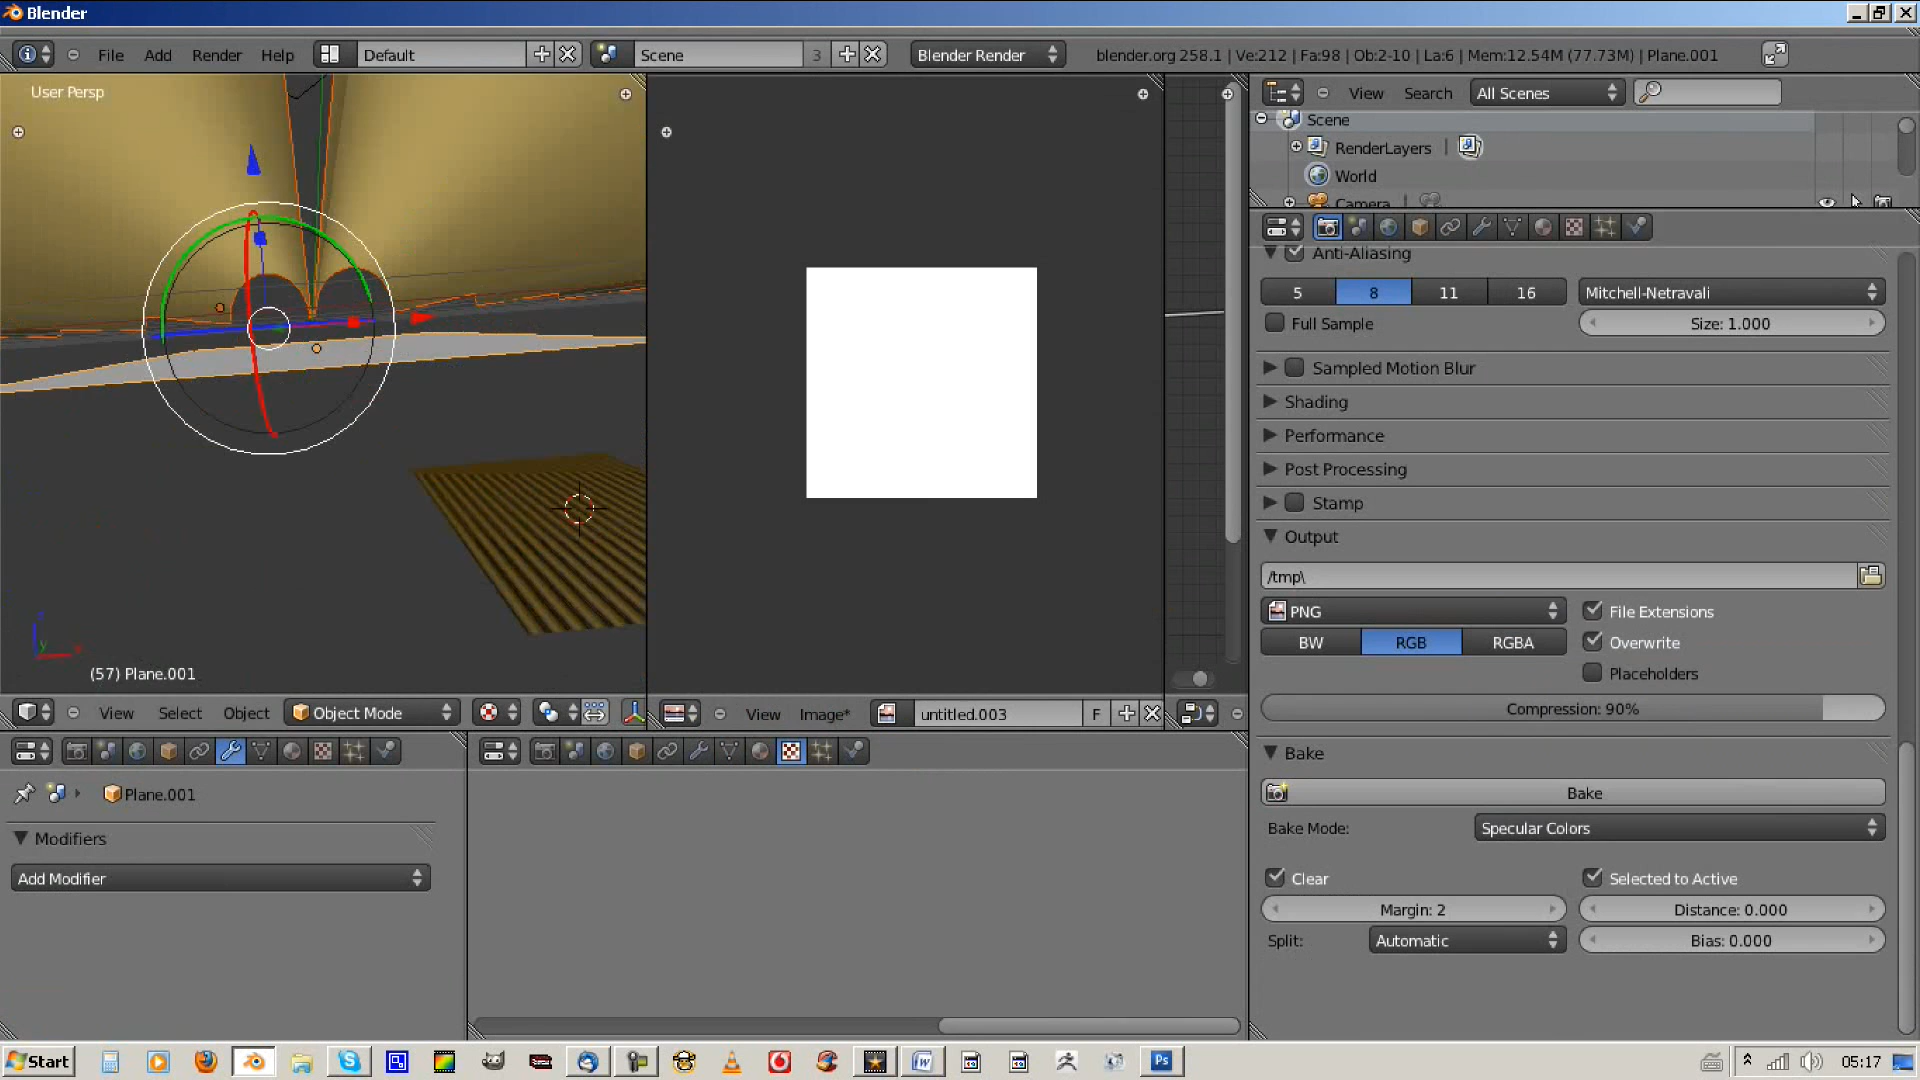 Blender
File Add Render Help Default Scene 3 Blender Render blender.org 258.1 | Ve:212 | Fa:98 | Ob:2-10 | La:6 | Mem:12.54M (77.73M) | Plane.001
User Persp
View Search All Scenes
Scene
RenderLayers |
World
Camera |
Anti-Aliasing
5 8 11 16 Mitchell-Netravali
Full Sample Size: 1.000
Sampled Motion Blur
Shading
Performance
Post Processing
Stamp
Output
/tmp\
PNG File Extensions
BW RGB RGBA Overwrite
Placeholders
Compression: 90%
(57) Plane.001
View Select Object Object Mode
View Image* untitled.003 F
Plane.001
Modifiers
Add Modifier
Bake
Bake
Bake Mode: Specular Colors
Clear Selected to Active
Margin: 2 Distance: 0.000
Split: Automatic Bias: 0.000
Start Ps 05:17